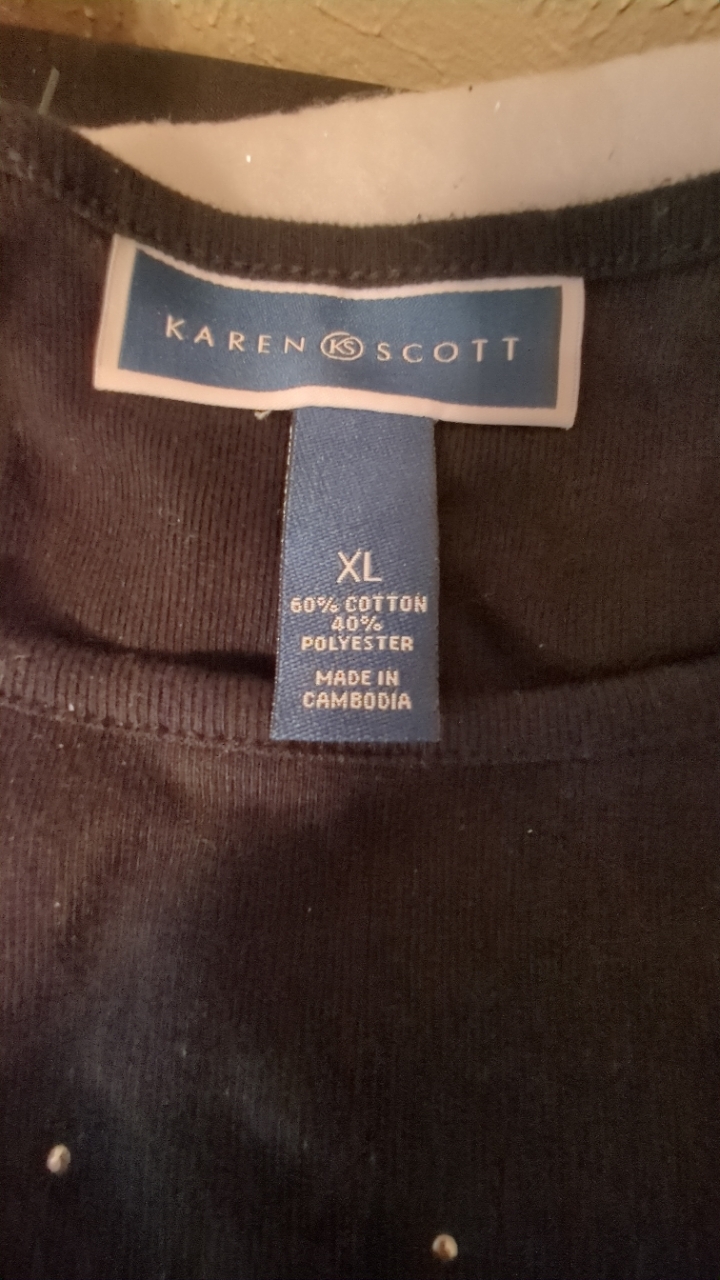 KAREN KS SCOTT
XL
60% COTTON
40%
POLYESTER
MADE IN
CAMBODIA